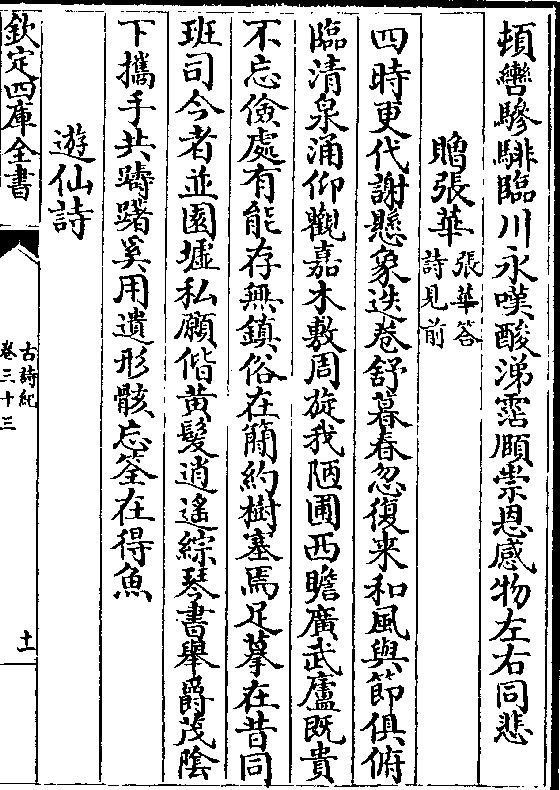 頓轡驂騑臨川永嘆酸涕霑頤崇恩感物左右同悲
贈張華張華答詩見前
四時更代謝懸象迭卷舒暮春忽復来和風與節俱俯
臨清泉涌仰觀嘉木敷周旋我陋圃西瞻廣武廬既貴
不忘儉處有能存無鎮俗在簡約樹塞焉足摹在昔同
班司今者並園墟私願偕黃髮逍遙綜琴書舉爵茂陰
下攜手共躊躇奚用遺形骸忘筌在得魚
遊仙詩
欽定四庫全書
古詩紀
卷三十三
十一